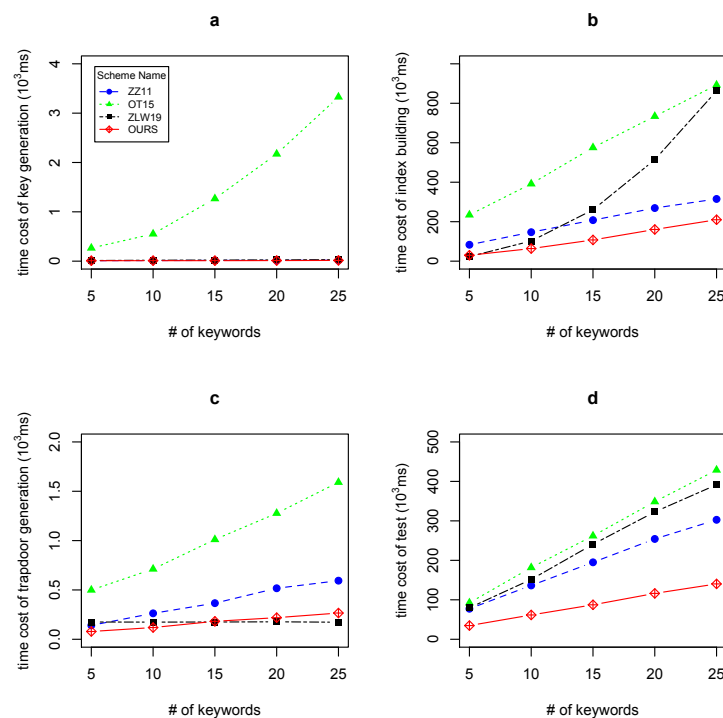 a
time cost of key generation (10³ms)
4
3
2
1
0
Scheme Name
ZZ11
OT15
ZLW19
OURS
5 10 15 20 25
# of keywords
b
time cost of index building (10³ms)
800
600
400
200
0
5 10 15 20 25
# of keywords
c
time cost of trapdoor generation (10³ms)
2.0
1.5
1.0
0.5
0.0
5 10 15 20 25
# of keywords
d
time cost of test (10³ms)
500
400
300
200
100
0
5 10 15 20 25
# of keywords